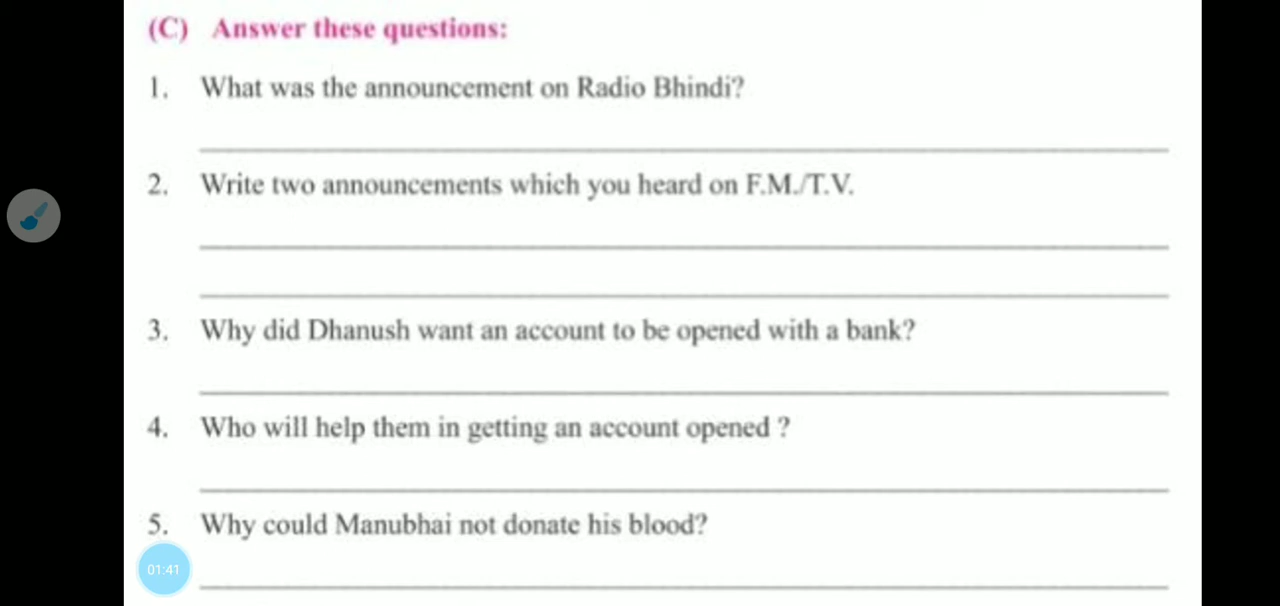 (C) Answer these questions:
1. What was the announcement on Radio Bhindi?
2. Write two announcements which you heard on F.M./T.V.
3. Why did Dhanush want an account to be opened with a bank?
4. Who will help them in getting an account opened ?
5. Why could Manubhai not donate his blood?
01:41